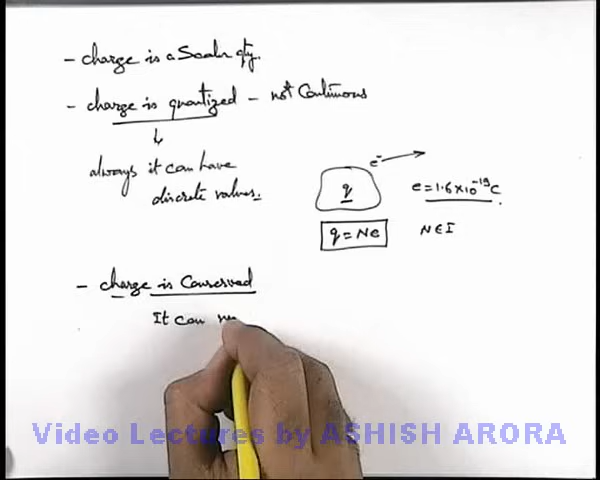 - charge is a Scalar qty.
- charge is quantized - not Continuous
always it can have
discrete values.
e⁻
q
e = 1.6×10⁻¹⁹C.
q = Ne
N∈I
- charge is Conserved
It can
Video Lectures by ASHISH ARORA